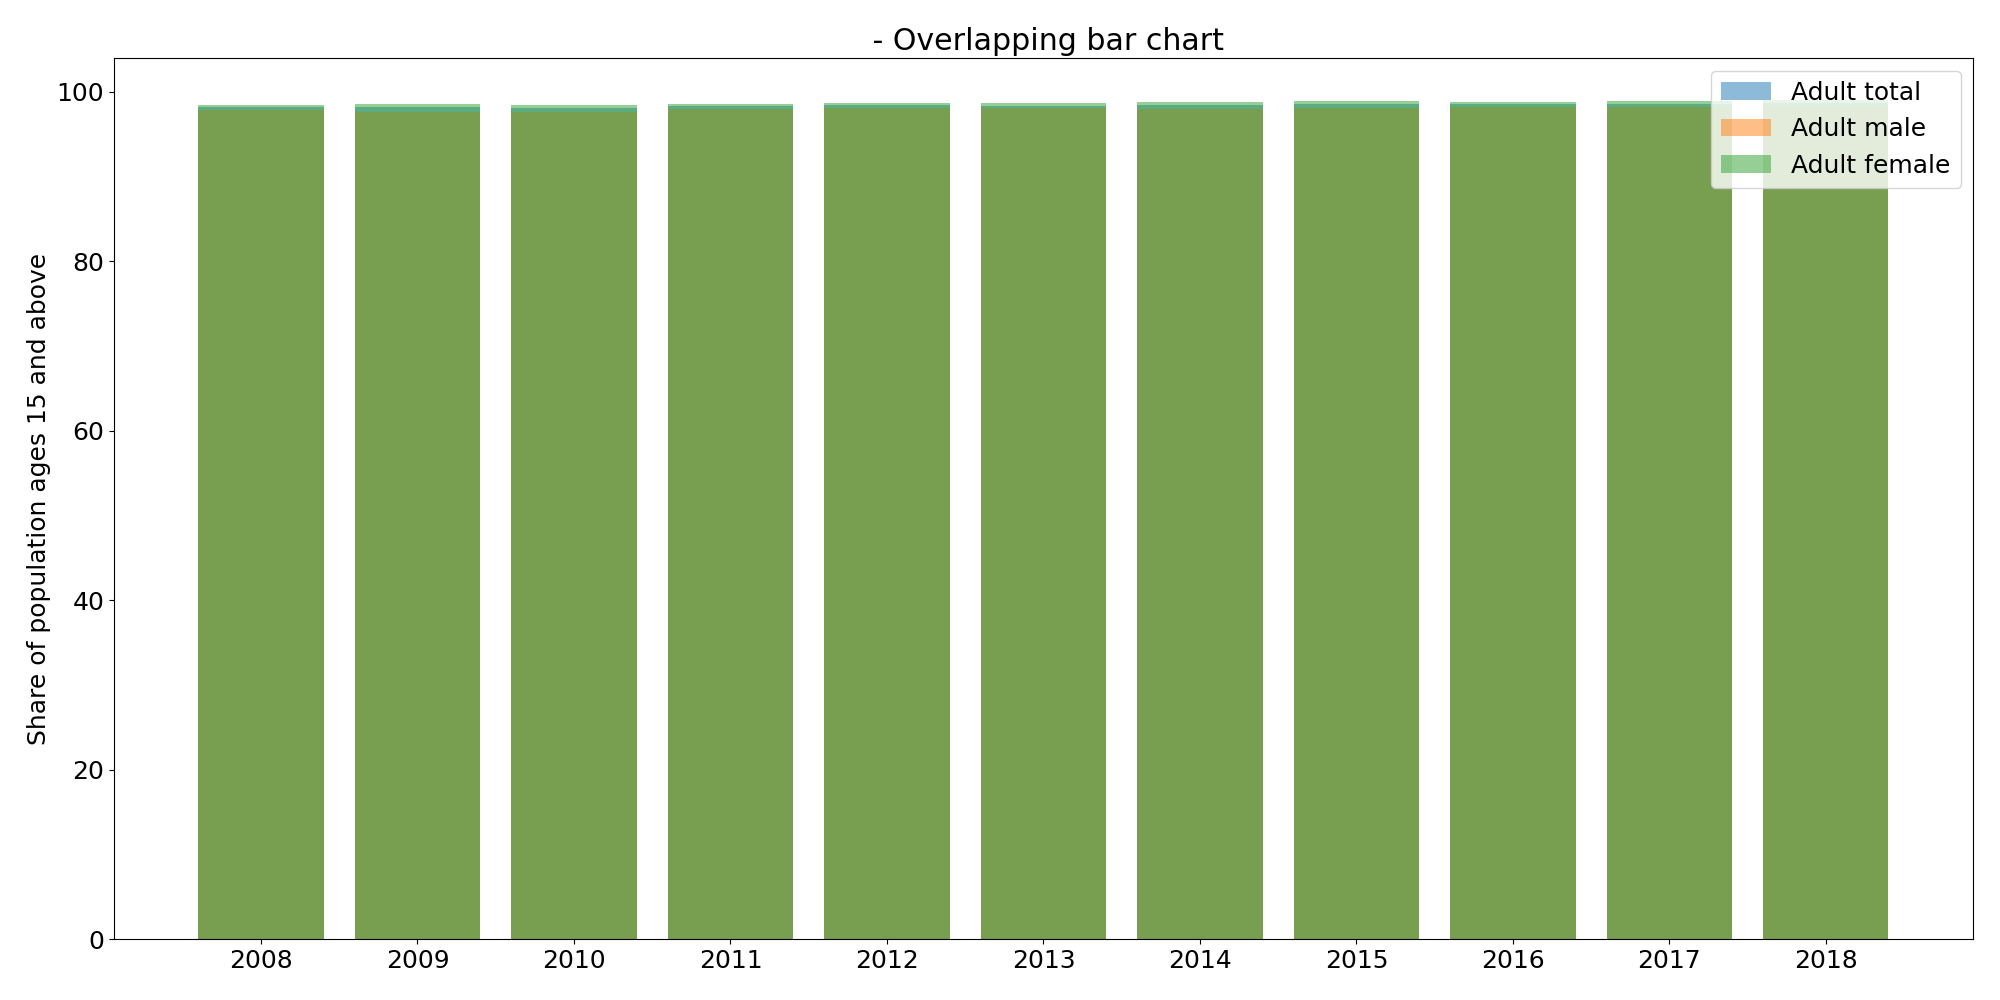 - Overlapping bar chart
Share of population ages 15 and above
100
80
60
40
20
0
2008 2009 2010 2011 2012 2013 2014 2015 2016 2017 2018
Adult total
Adult male
Adult female